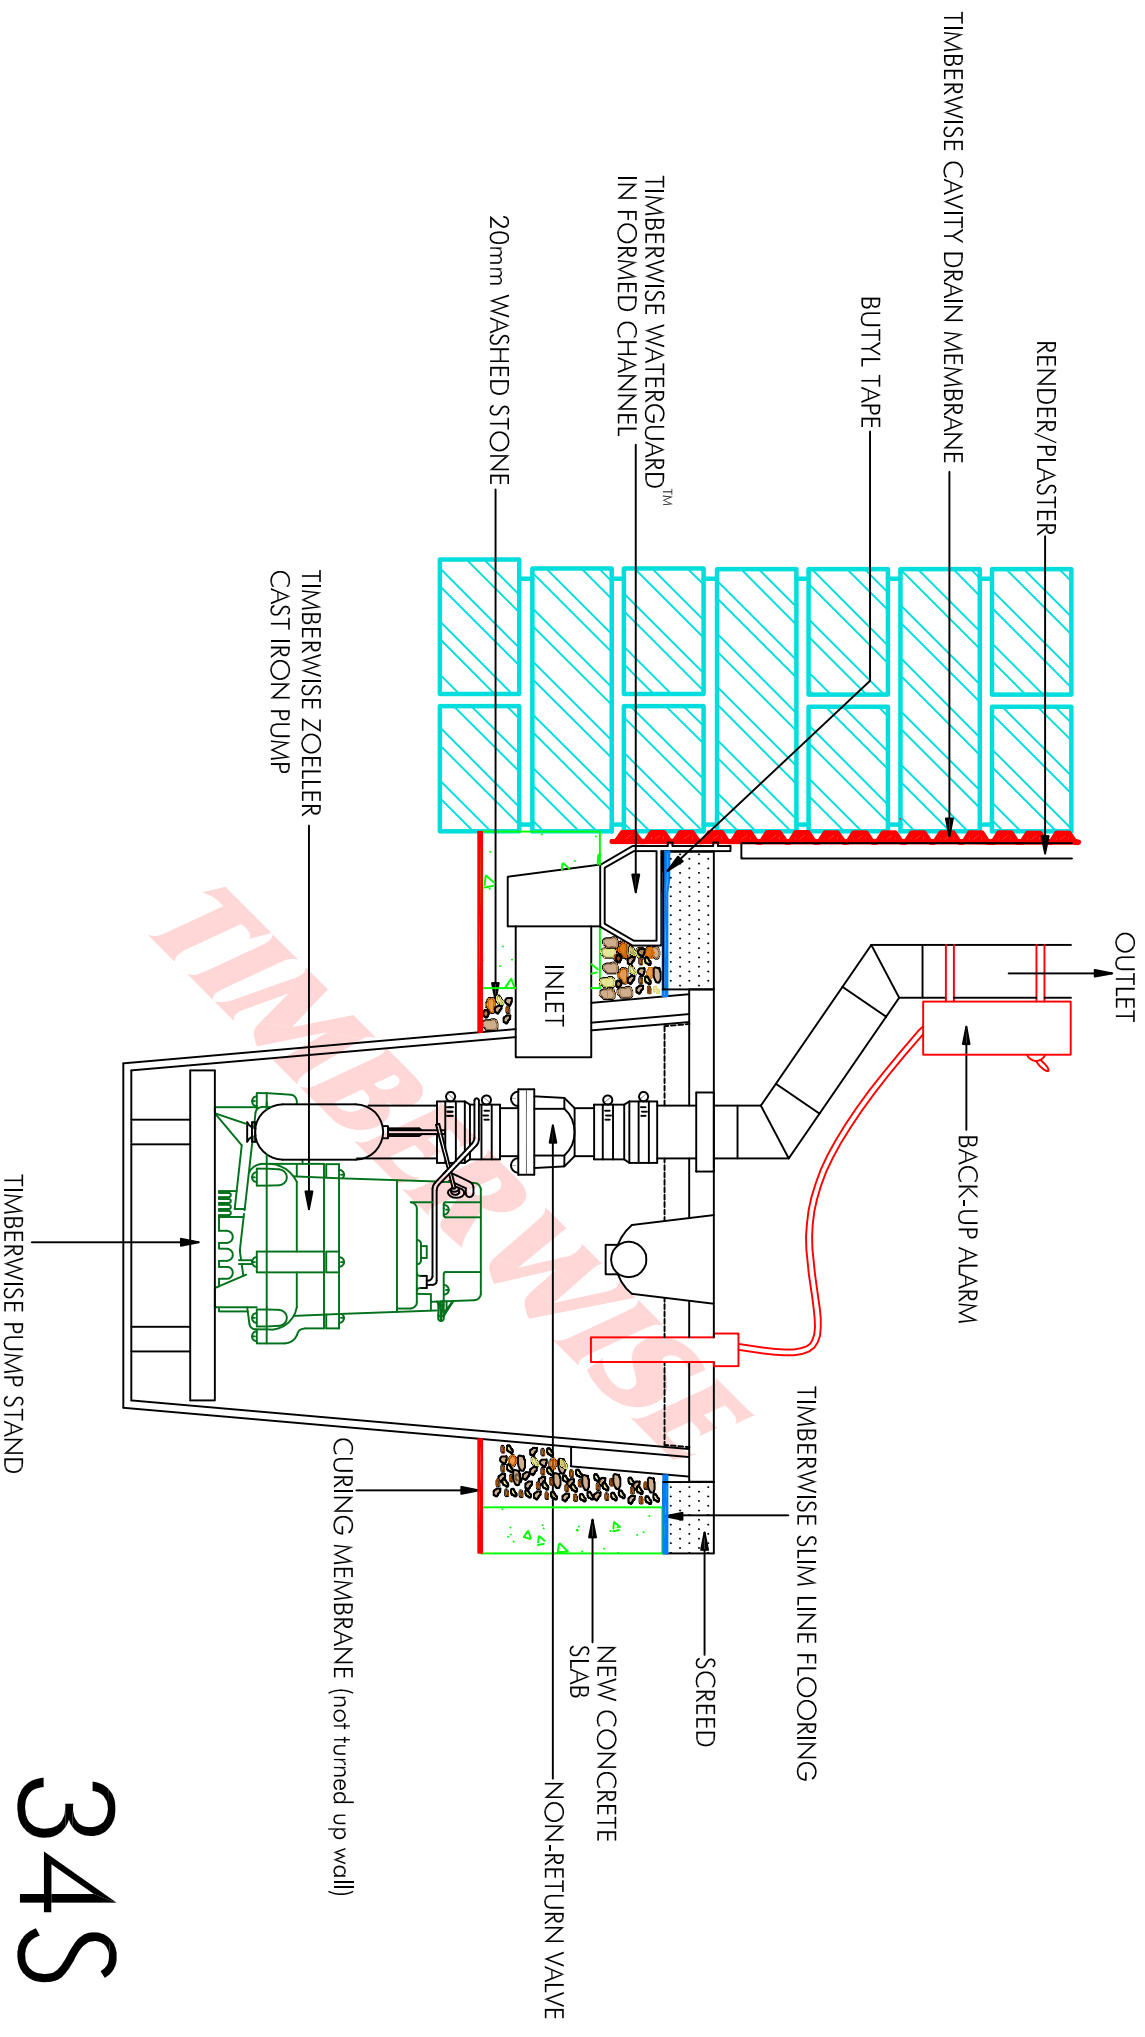 OUTLET
RENDER/PLASTER
TIMBERWISE CAVITY DRAIN MEMBRANE
BACK-UP ALARM
BUTYL TAPE
TIMBERWISE SLIM LINE FLOORING
SCREED
TIMBERWISE WATERGUARD™
IN FORMED CHANNEL
NEW CONCRETE
SLAB
INLET
NON-RETURN VALVE
20mm WASHED STONE
CURING MEMBRANE (not turned up wall)
TIMBERWISE ZOELLER
CAST IRON PUMP
TIMBERWISE PUMP STAND
TIMBERWISE
34S